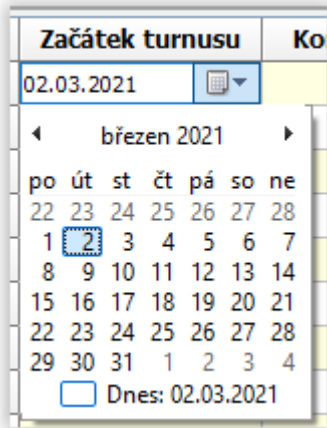 Začátek turnusu Ko
02.03.2021
březen 2021
po út st čt pá so ne
22 23 24 25 26 27 28
1 2 3 4 5 6 7
8 9 10 11 12 13 14
15 16 17 18 19 20 21
22 23 24 25 26 27 28
29 30 31 1 2 3 4
Dnes: 02.03.2021